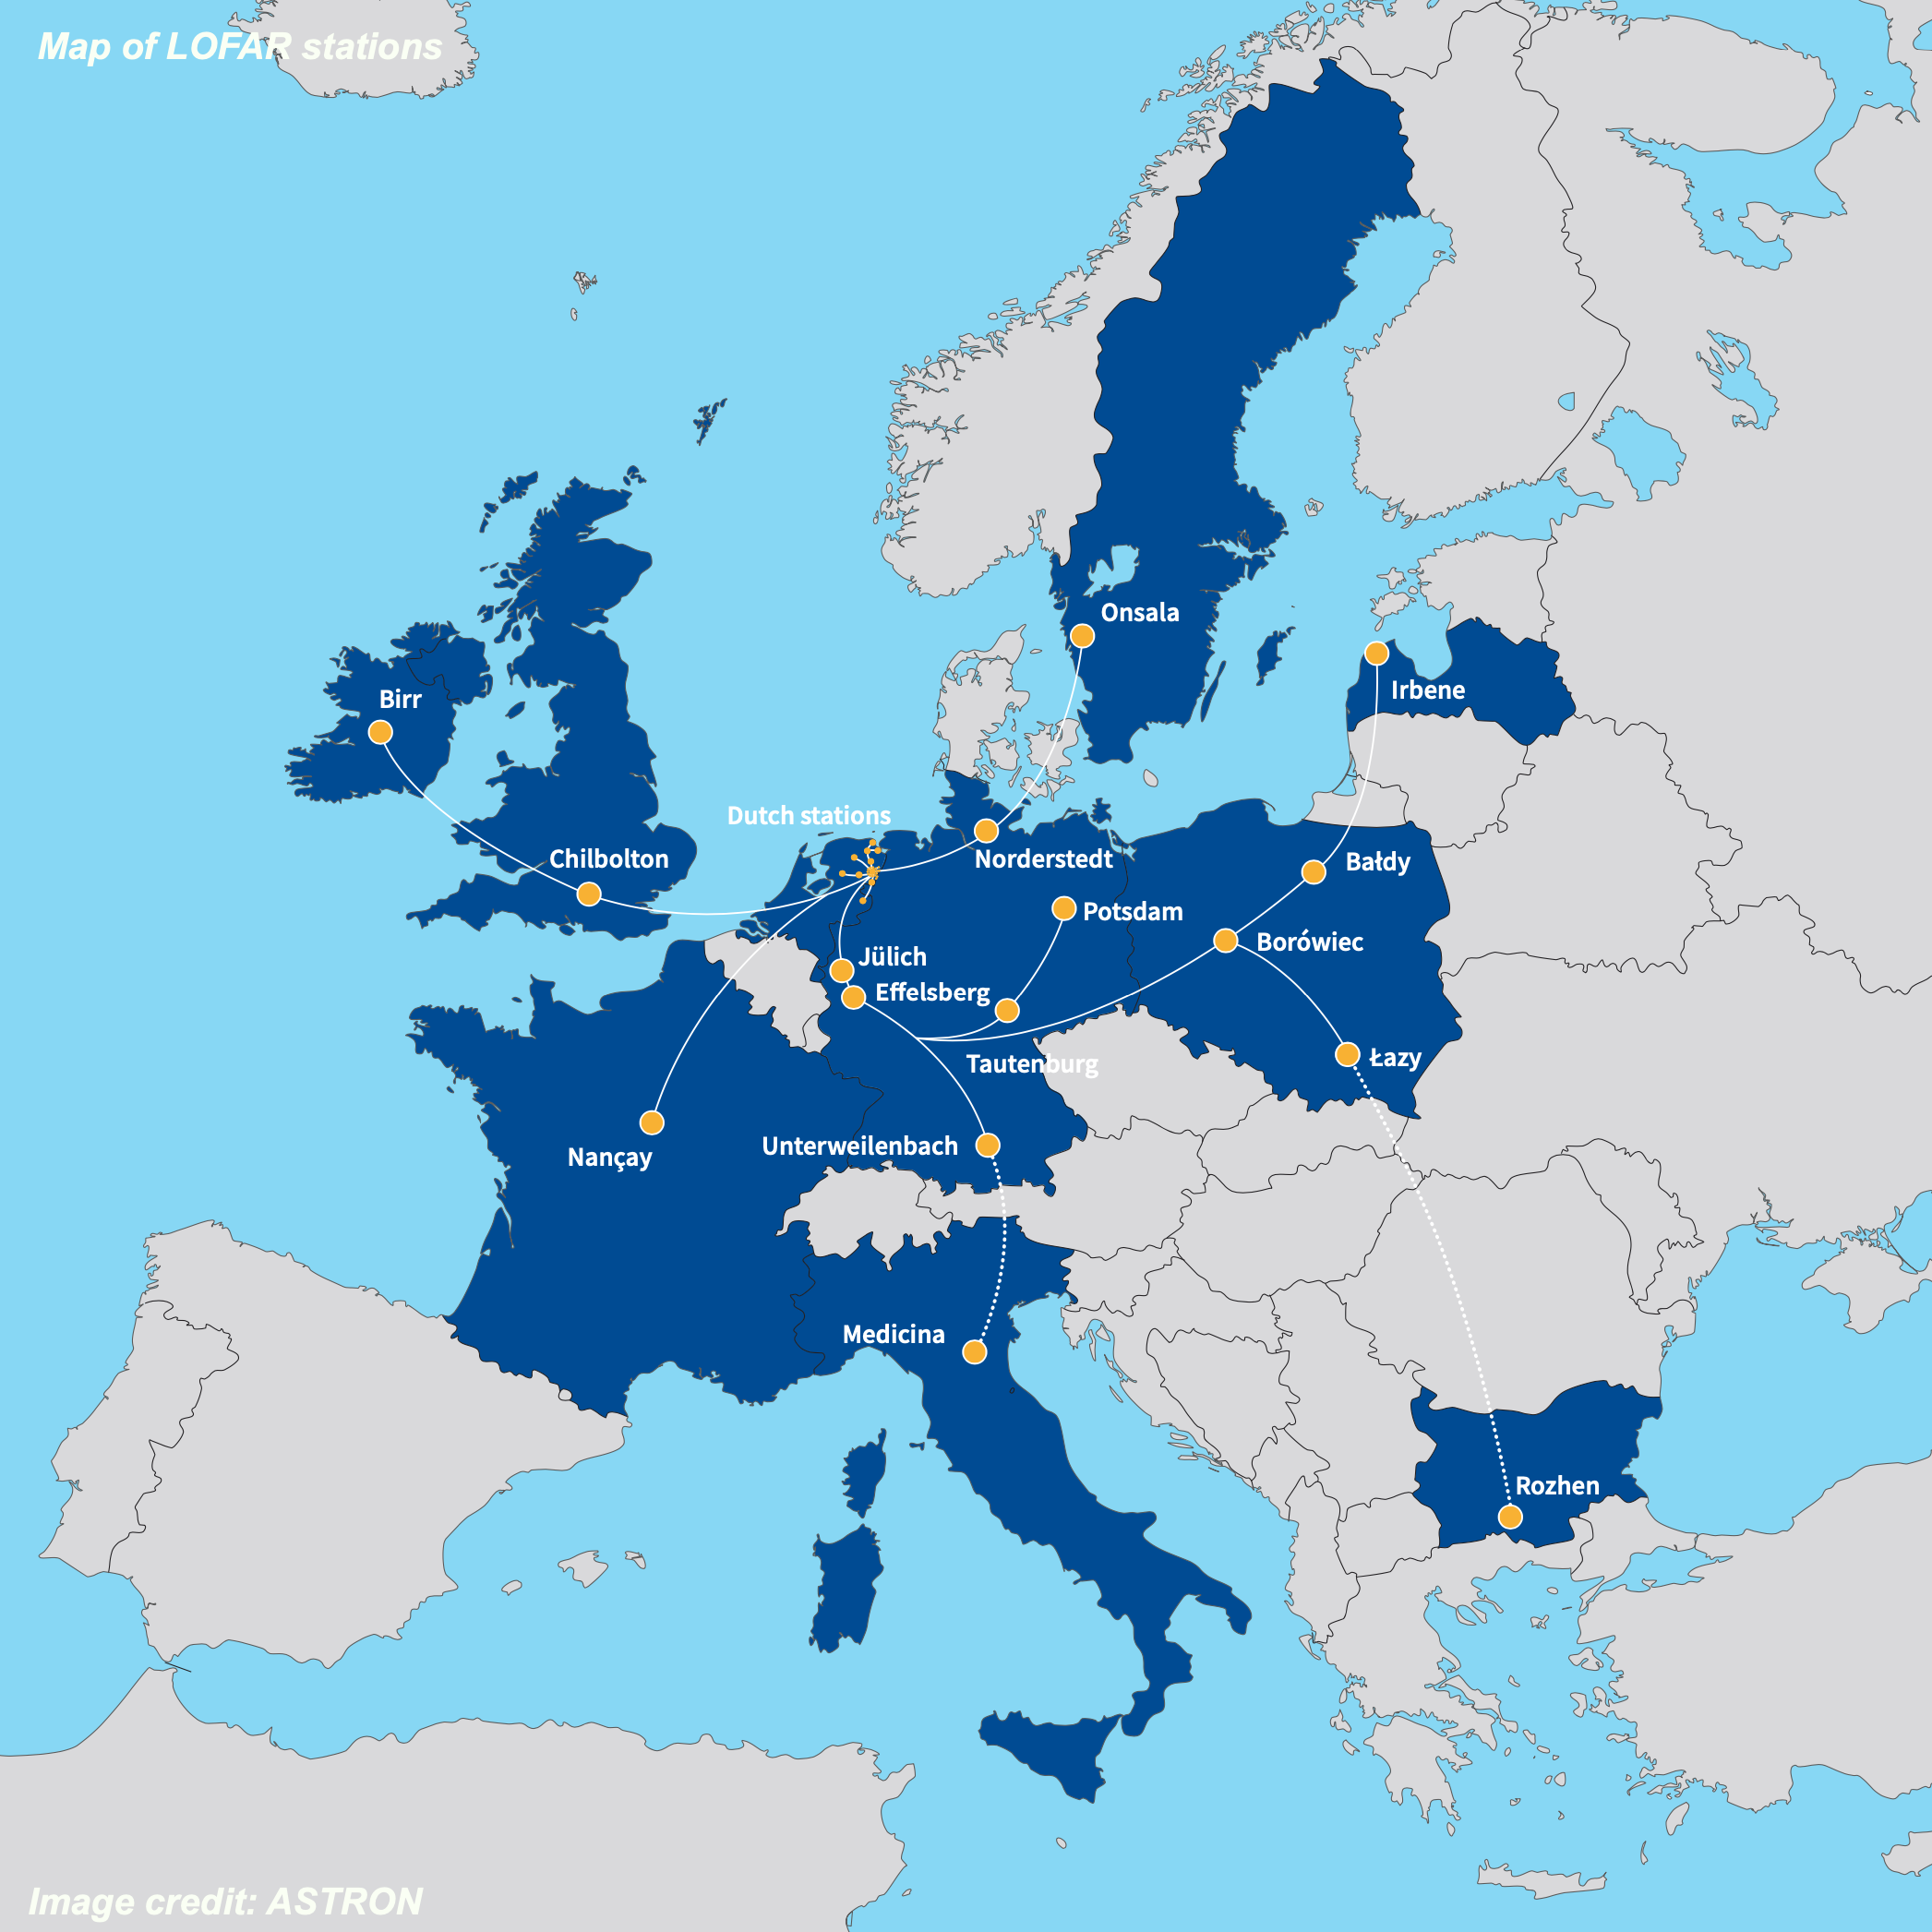 Map of LOFAR stations
Onsala
Irbene
Birr
Dutch stations
Chilbolton
Norderstedt
Bałdy
Potsdam
Borówiec
Jülich
Effelsberg
Tautenburg
Łazy
Unterweilenbach
Nançay
Medicina
Rozhen
Image credit: ASTRON